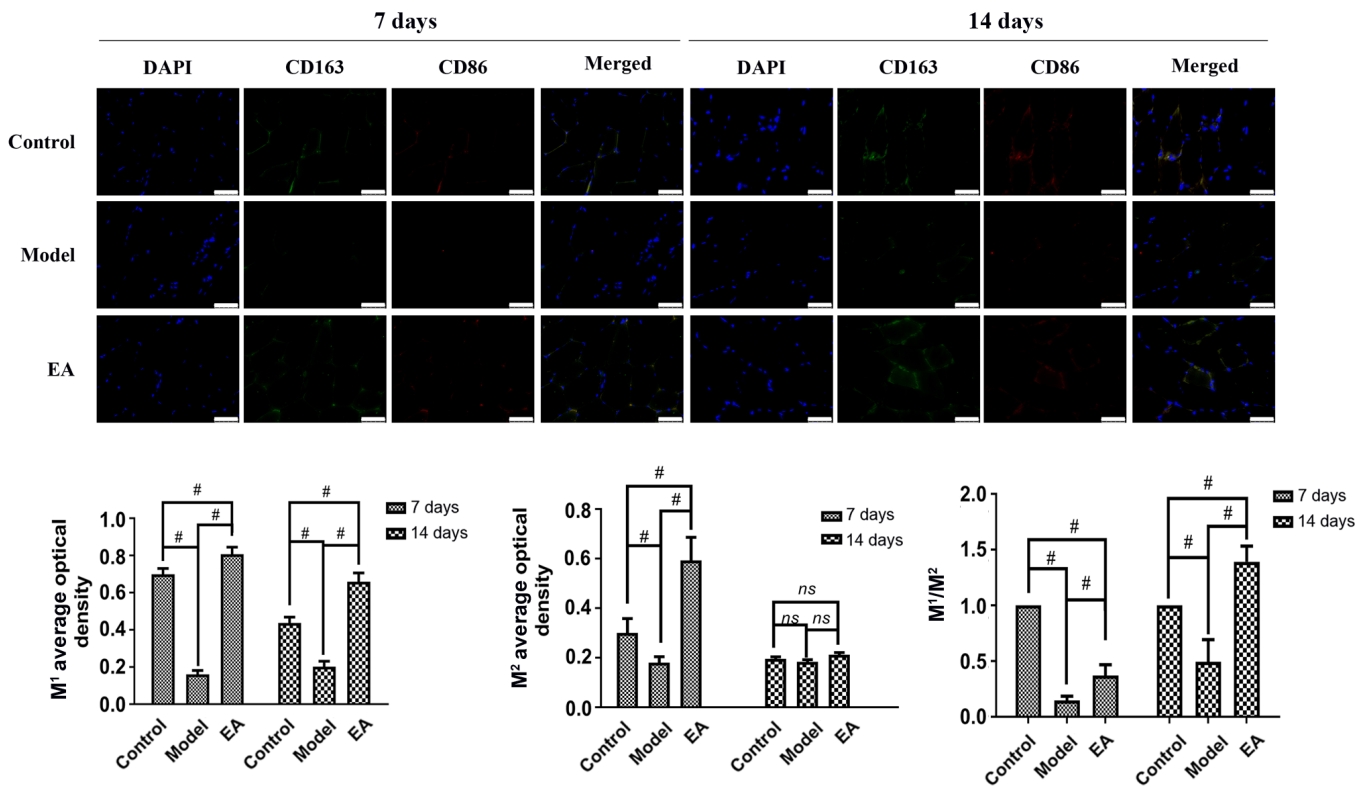 7 days 14 days
DAPI CD163 CD86 Merged DAPI CD163 CD86 Merged
Control
Model
EA
# # # # # #
7 days
14 days
1.0
0.8
0.6
0.4
0.2
0.0
M¹ average optical
density
Control Model EA Control Model EA
# # # ns ns ns
7 days
14 days
0.8
0.6
0.4
0.2
0.0
M² average optical
density
Control Model EA Control Model EA
# # # # # #
7 days
14 days
2.0
1.5
1.0
0.5
0.0
M¹/M²
Control Model EA Control Model EA